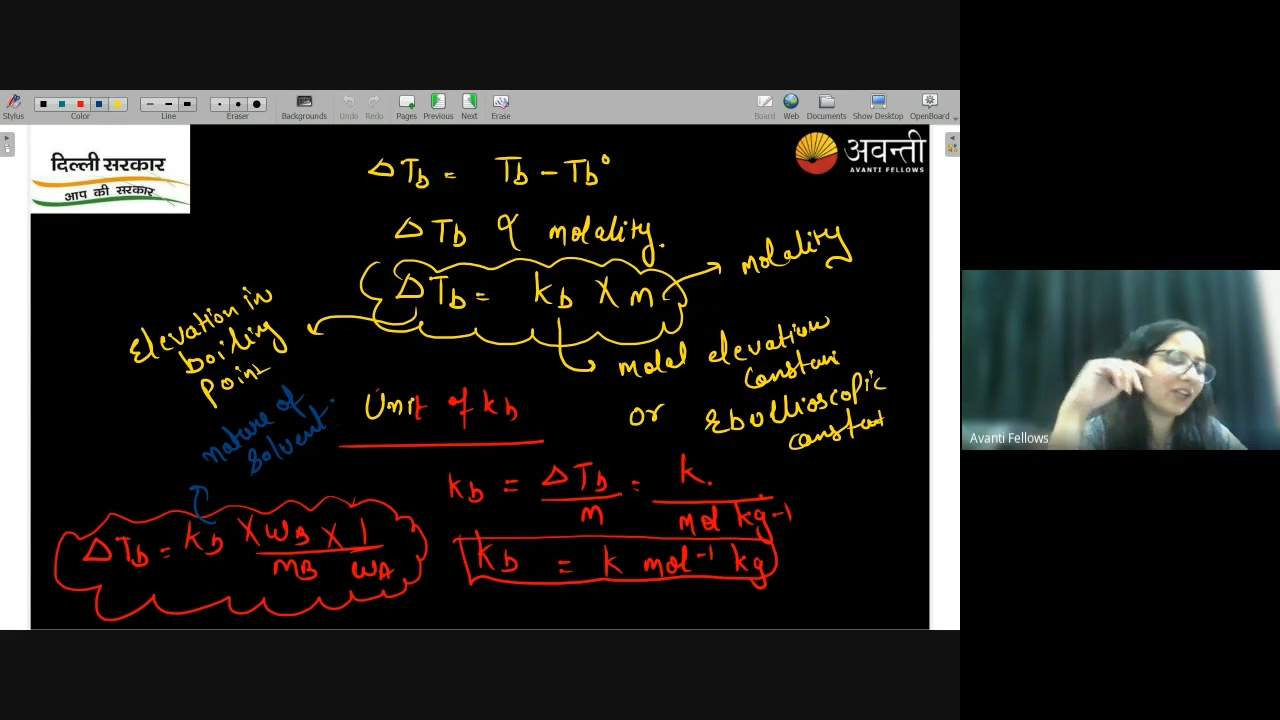 Stylus
Color
Line
Eraser
Backgrounds
Undo
Redo
Pages
Previous
Next
Erase
Board
Web
Documents
Show Desktop
OpenBoard
दिल्ली सरकार
आप की सरकार
अवन्ती
AVANTI FELLOWS
ΔTb = Tb - Tb°
ΔTb ∝ molality.
ΔTb = kb X m
molality
Elevation in
boiling
point
molal elevation
constant
or Ebullioscopic
constant
nature of
solvent.
Unit of kb
kb = ΔTb/m = k./mol kg-1
kb = k mol-1 kg
ΔTb = kb X WB/MB X 1/WA
Avanti Fellows